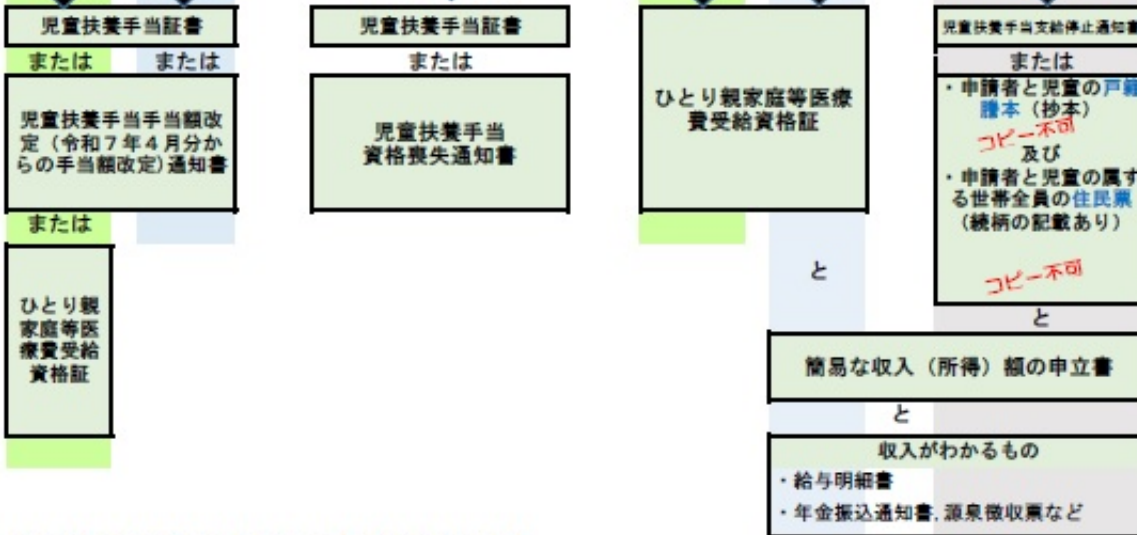 児童扶養手当証書
または
または
児童扶養手当手当額改
定（令和７年４月分か
らの手当額改定)通知書
または
ひとり親
家庭等医
療費受給
資格証
児童扶養手当証書
または
児童扶養手当
資格喪失通知書
ひとり親家庭等医療
費受給資格証
と
児童扶養手当支給停止通知書
または
・申請者と児童の戸籍
謄本（抄本）
コピー不可
及び
・申請者と児童の属す
る世帯全員の住民票
（続柄の記載あり）
コピー不可
と
簡易な収入（所得）額の申立書
と
収入がわかるもの
・給与明細書
・年金振込通知書,源泉徴収票など